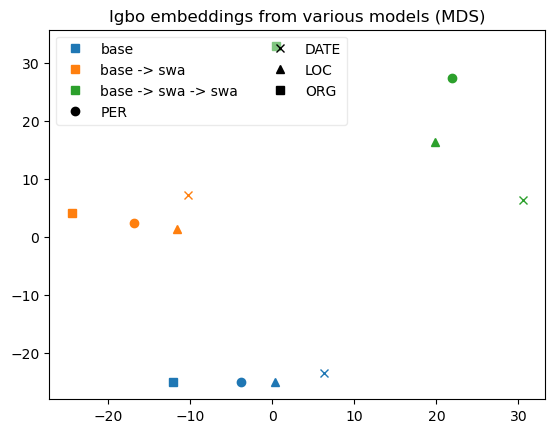 Igbo embeddings from various models (MDS)
base
base -> swa
base -> swa -> swa
PER
DATE
LOC
ORG
30
20
10
0
−10
−20
−20
−10
0
10
20
30